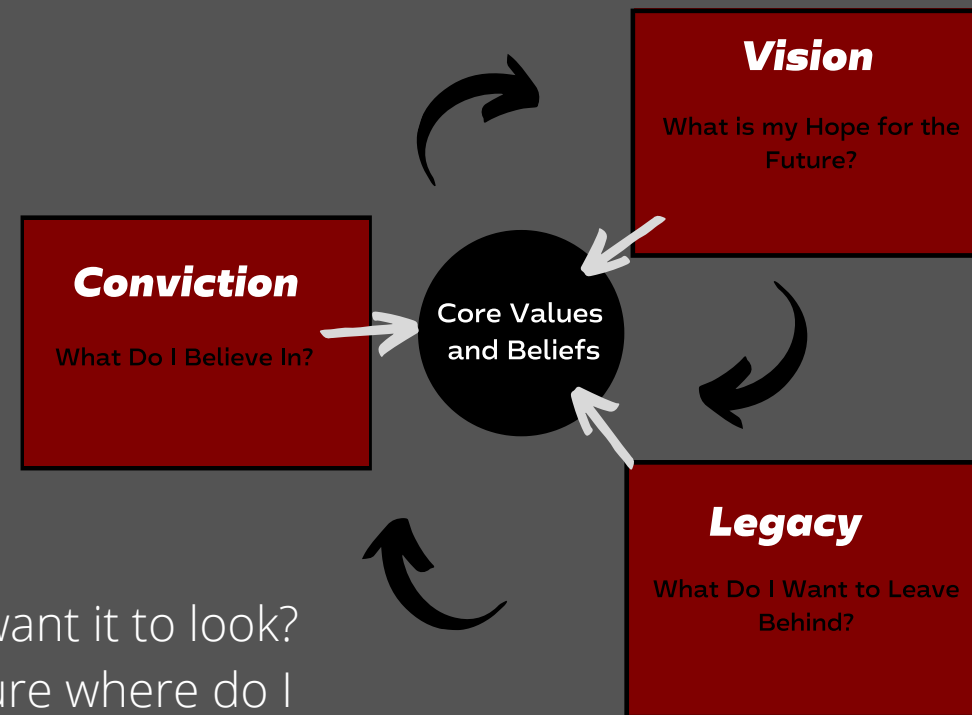 Vision
What is my Hope for the
Future?
Conviction
What Do I Believe In?
Core Values
and Beliefs
Legacy
What Do I Want to Leave
Behind?
want it to look?
where do I